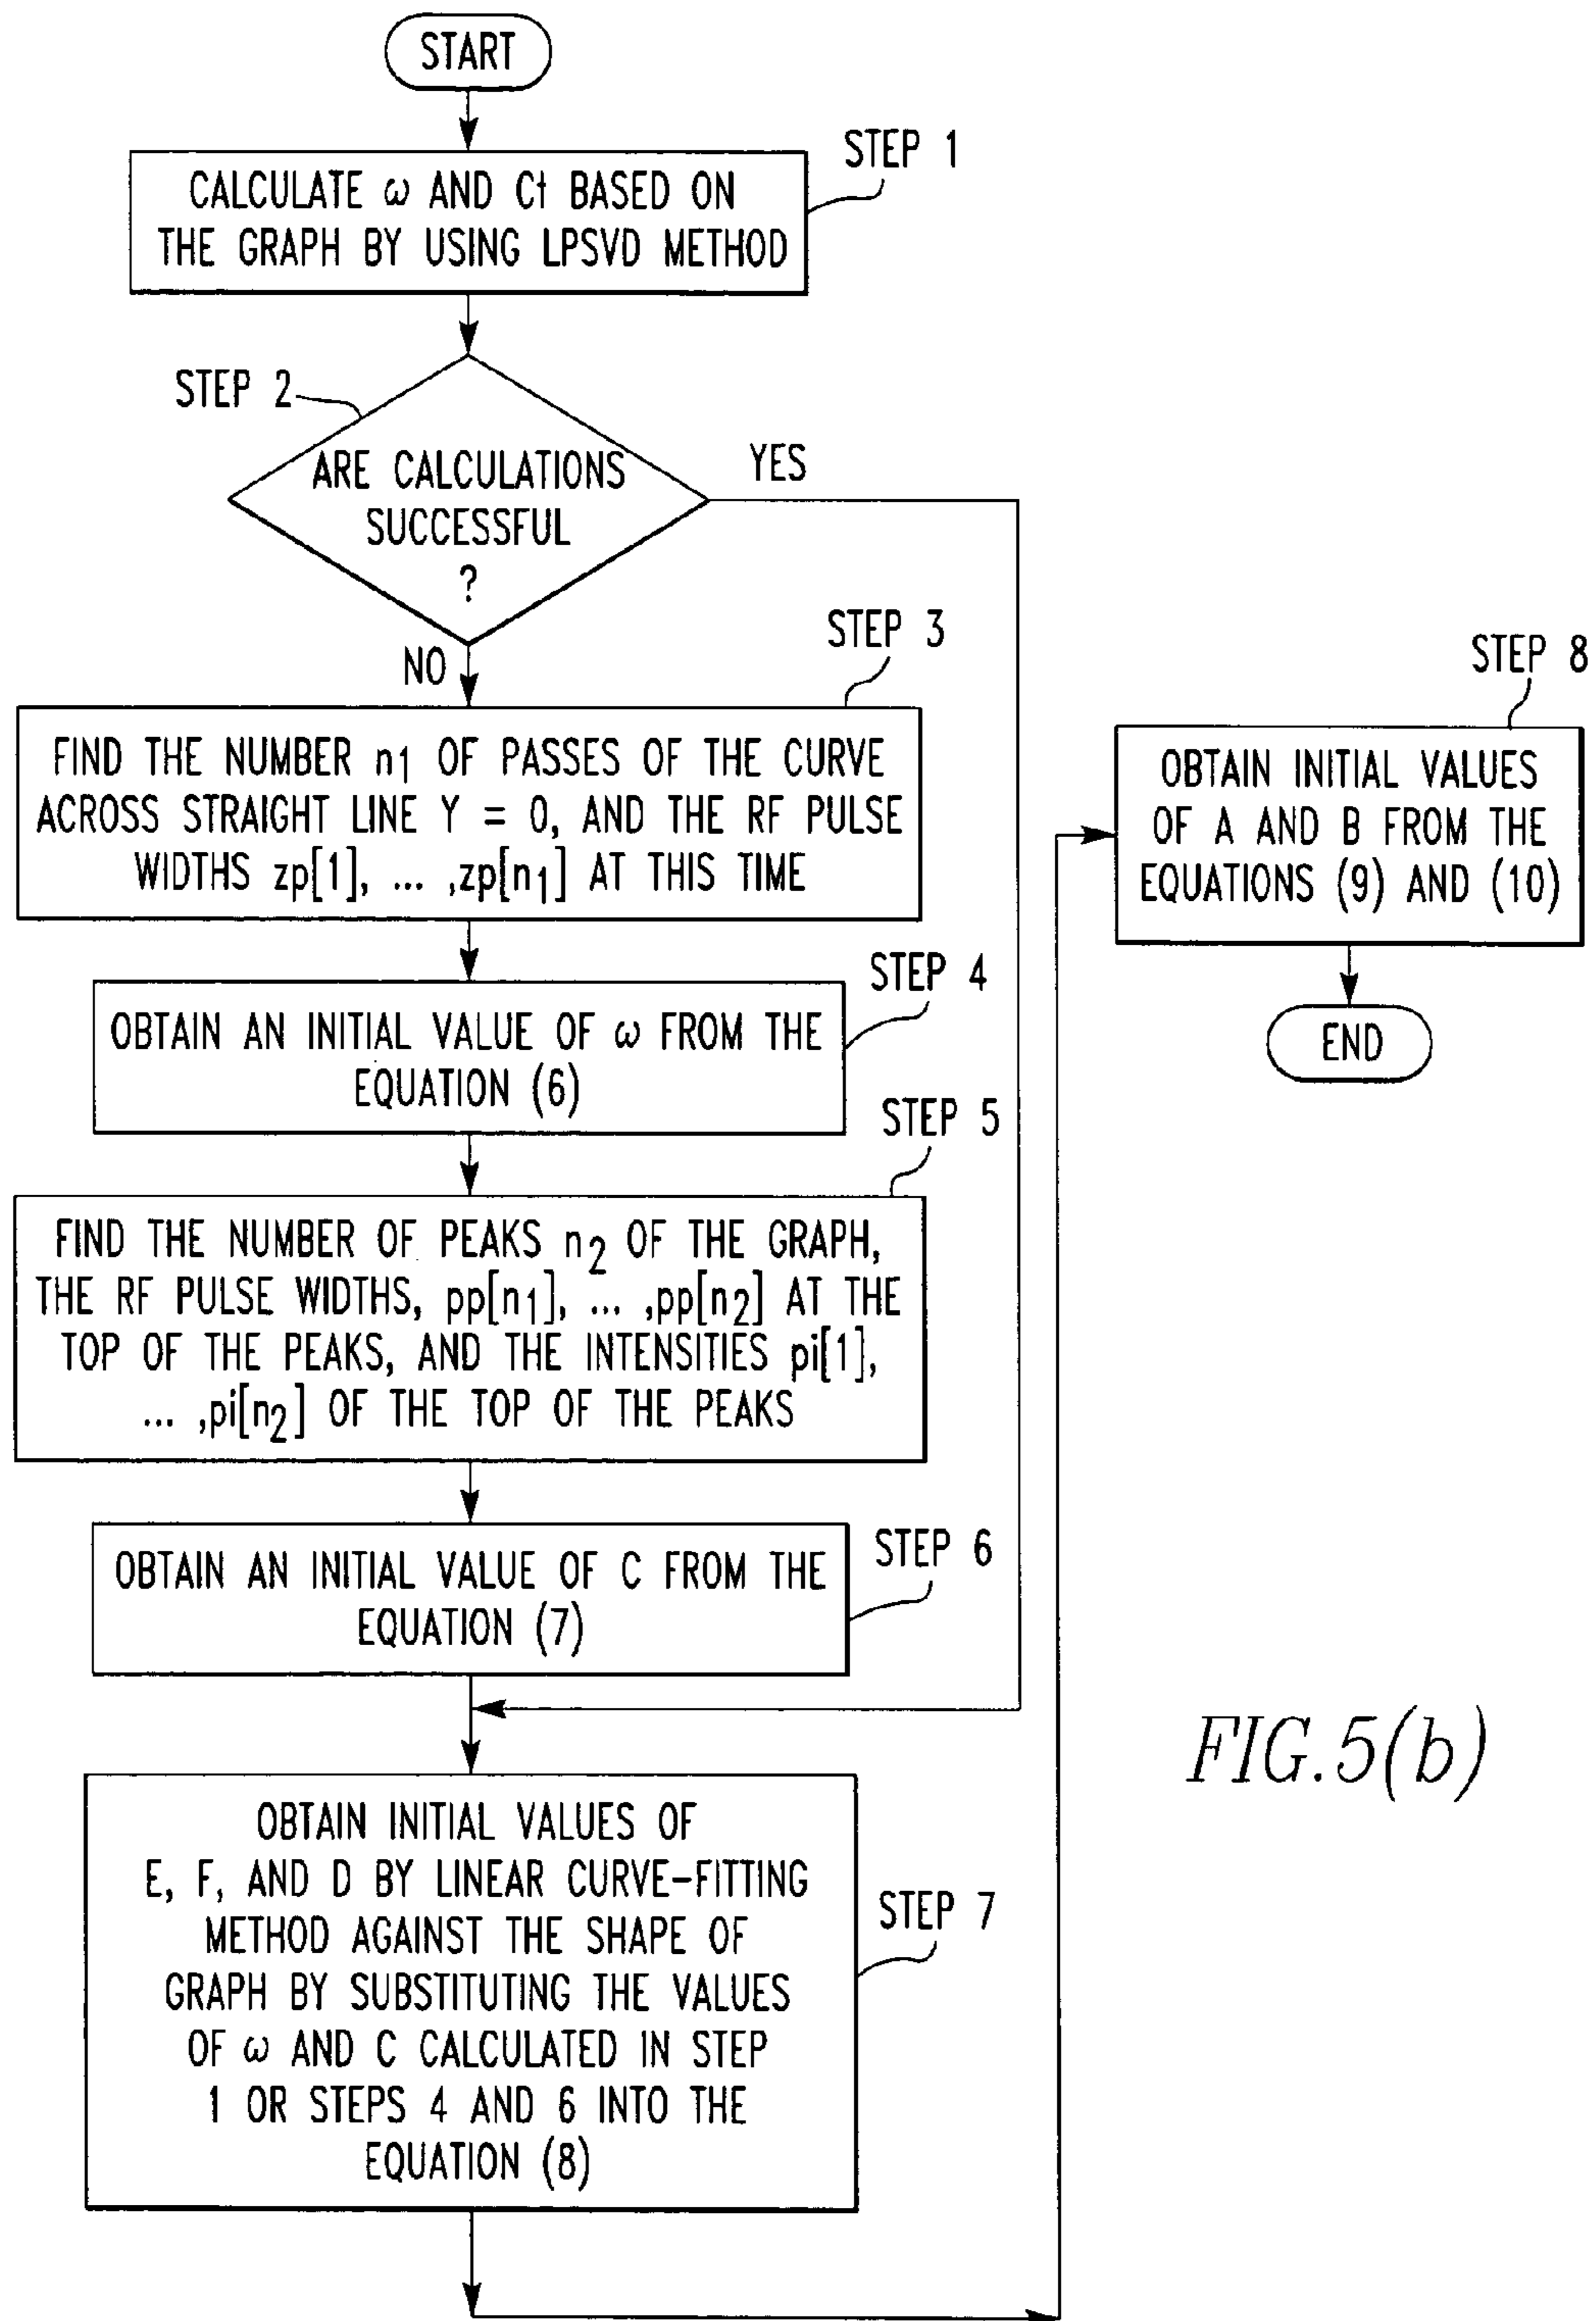 START
STEP 1
CALCULATE ω AND Ct BASED ON
THE GRAPH BY USING LPSVD METHOD
STEP 2
ARE CALCULATIONS
SUCCESSFUL
?
YES
NO
STEP 3
FIND THE NUMBER n1 OF PASSES OF THE CURVE
ACROSS STRAIGHT LINE Y = 0, AND THE RF PULSE
WIDTHS zp[1], ... ,zp[n1] AT THIS TIME
STEP 4
OBTAIN AN INITIAL VALUE OF ω FROM THE
EQUATION (6)
STEP 5
FIND THE NUMBER OF PEAKS n2 OF THE GRAPH,
THE RF PULSE WIDTHS, pp[n1], ... ,pp[n2] AT THE
TOP OF THE PEAKS, AND THE INTENSITIES pi[1],
... ,pi[n2] OF THE TOP OF THE PEAKS
STEP 6
OBTAIN AN INITIAL VALUE OF C FROM THE
EQUATION (7)
STEP 7
OBTAIN INITIAL VALUES OF
E, F, AND D BY LINEAR CURVE-FITTING
METHOD AGAINST THE SHAPE OF
GRAPH BY SUBSTITUTING THE VALUES
OF ω AND C CALCULATED IN STEP
1 OR STEPS 4 AND 6 INTO THE
EQUATION (8)
STEP 8
OBTAIN INITIAL VALUES
OF A AND B FROM THE
EQUATIONS (9) AND (10)
END
FIG.5(b)